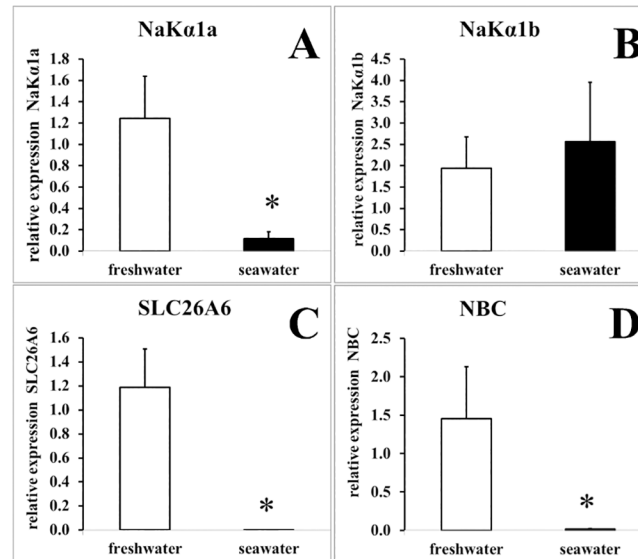 NaKα1a
A
relative expression NaKα1a
1.8
1.6
1.4
1.2
1.0
0.8
0.6
0.4
0.2
0.0
*
freshwater seawater
NaKα1b
B
relative expression NaKα1b
4.5
4.0
3.5
3.0
2.5
2.0
1.5
1.0
0.5
0.0
freshwater seawater
SLC26A6
C
relative expression SLC26A6
1.6
1.4
1.2
1.0
0.8
0.6
0.4
0.2
0.0
*
freshwater seawater
NBC
D
relative expression NBC
2.5
2.0
1.5
1.0
0.5
0.0
*
freshwater seawater